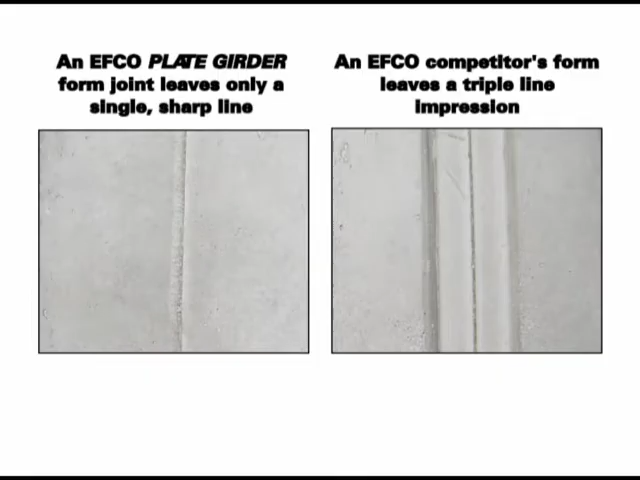 An EFCO PLATE GIRDER
form joint leaves only a
single, sharp line
An EFCO competitor's form
leaves a triple line
impression